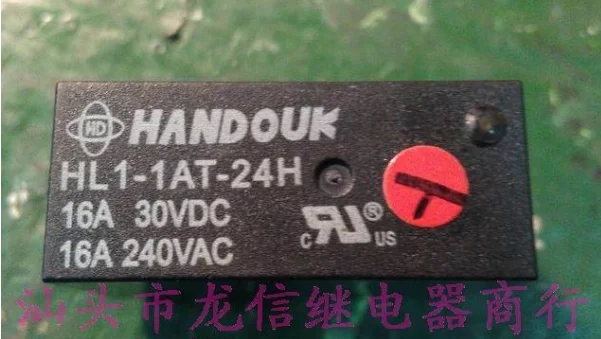 HD HANDOUK
HL1-1AT-24H
16A 30VDC
16A 240VAC
c RU ® US
汕头市龙信继电器商行